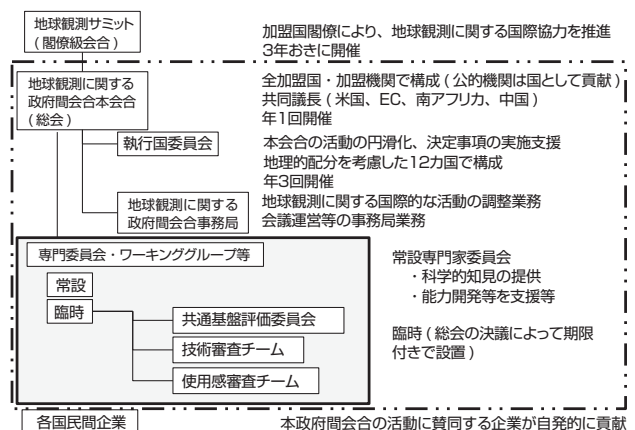 地球観測サミット
(閣僚級会合)
加盟国閣僚により、地球観測に関する国際協力を推進
3年おきに開催
地球観測に関する
政府間会合本会合
(総会)
全加盟国・加盟機関で構成(公的機関は国として貢献)
共同議長(米国、EC、南アフリカ、中国)
年1回開催
執行国委員会
本会合の活動の円滑化、決定事項の実施支援
地理的配分を考慮した12カ国で構成
年3回開催
地球観測に関する
政府間会合事務局
地球観測に関する国際的な活動の調整業務
会議運営等の事務局業務
専門委員会・ワーキンググループ等
常設
臨時
共通基盤評価委員会
技術審査チーム
使用感審査チーム
常設専門家委員会
・科学的知見の提供
・能力開発等を支援等
臨時(総会の決議によって期限
付きで設置)
各国民間企業
本政府間会合の活動に賛同する企業が自発的に貢献